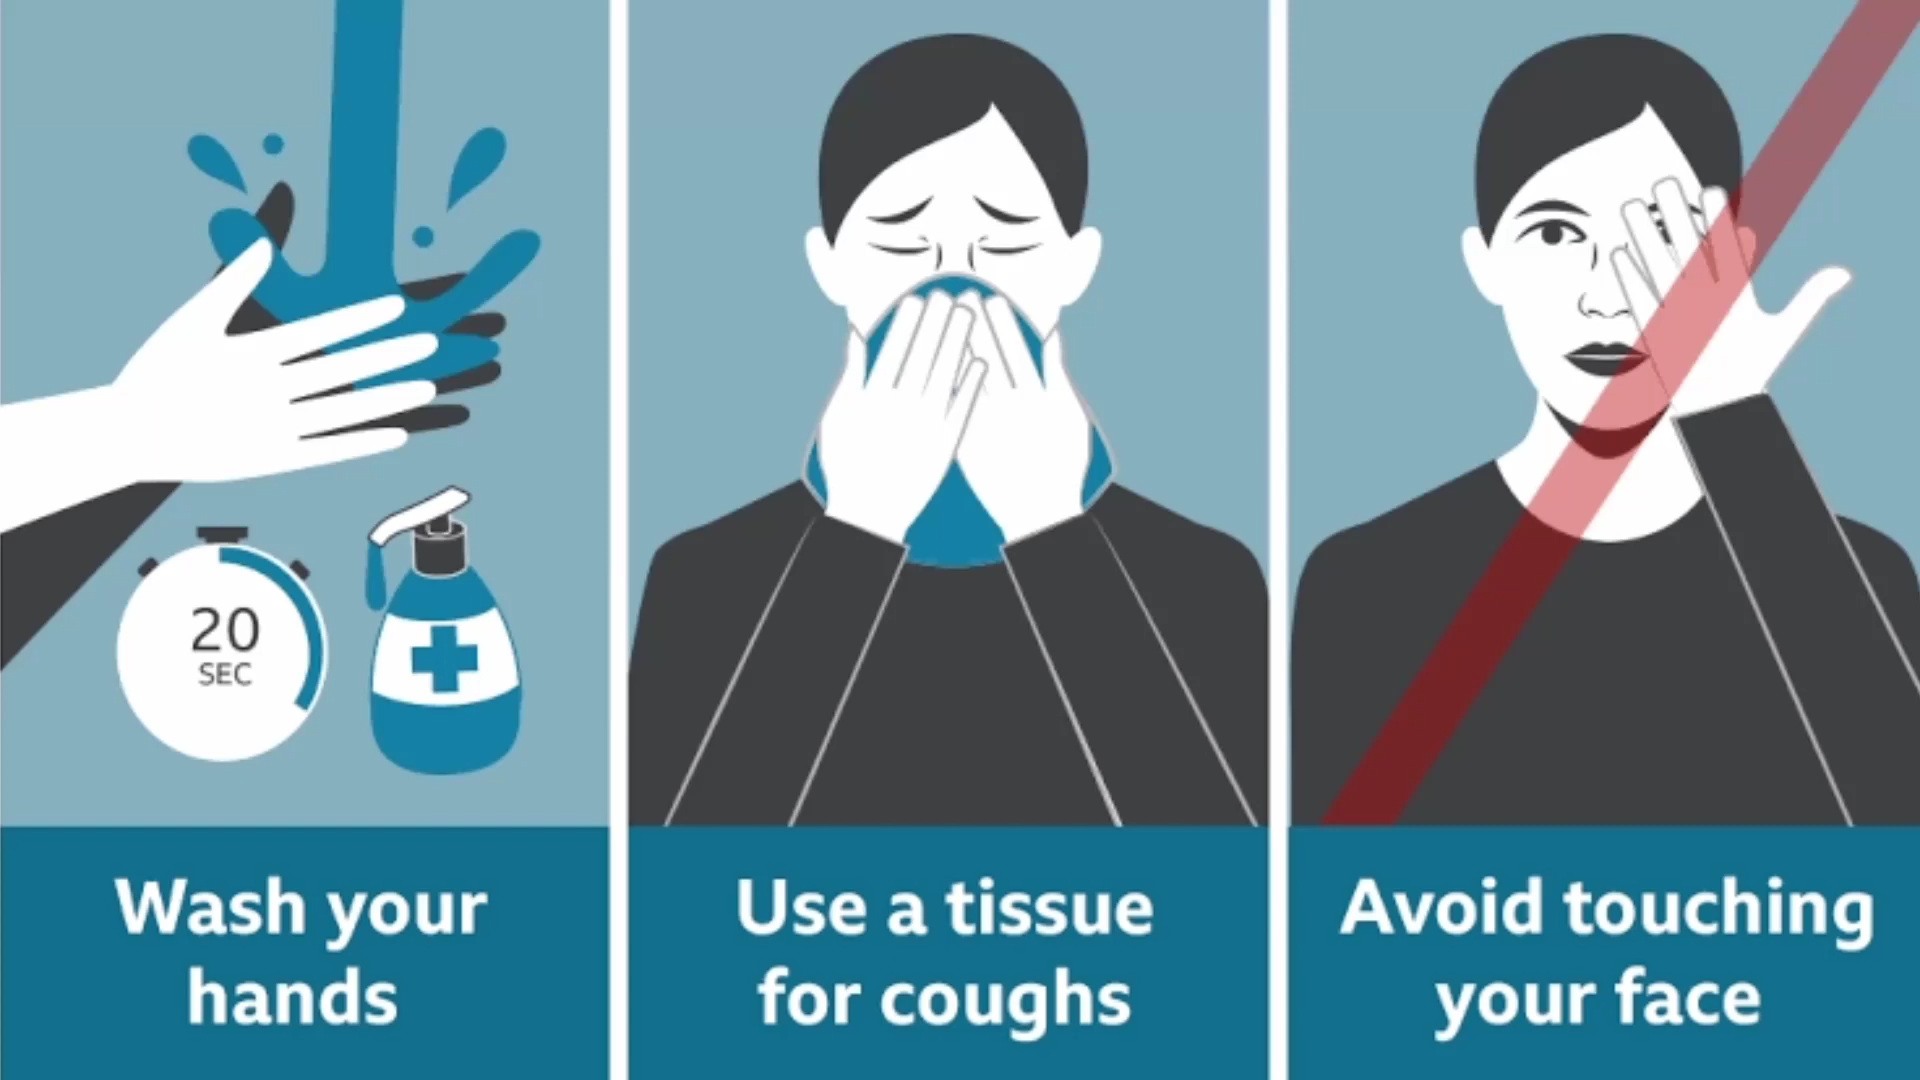 20
SEC
Wash your
hands
Use a tissue
for coughs
Avoid touching
your face